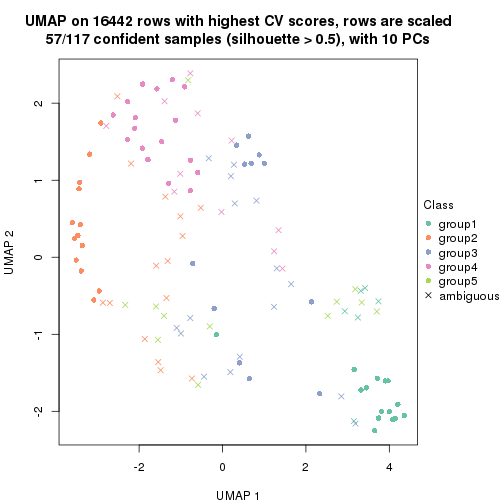 UMAP on 16442 rows with highest CV scores, rows are scaled
57/117 confident samples (silhouette > 0.5), with 10 PCs
UMAP 2
2
1
0
-1
-2
-2
0
2
4
UMAP 1
Class
group1
group2
group3
group4
group5
ambiguous